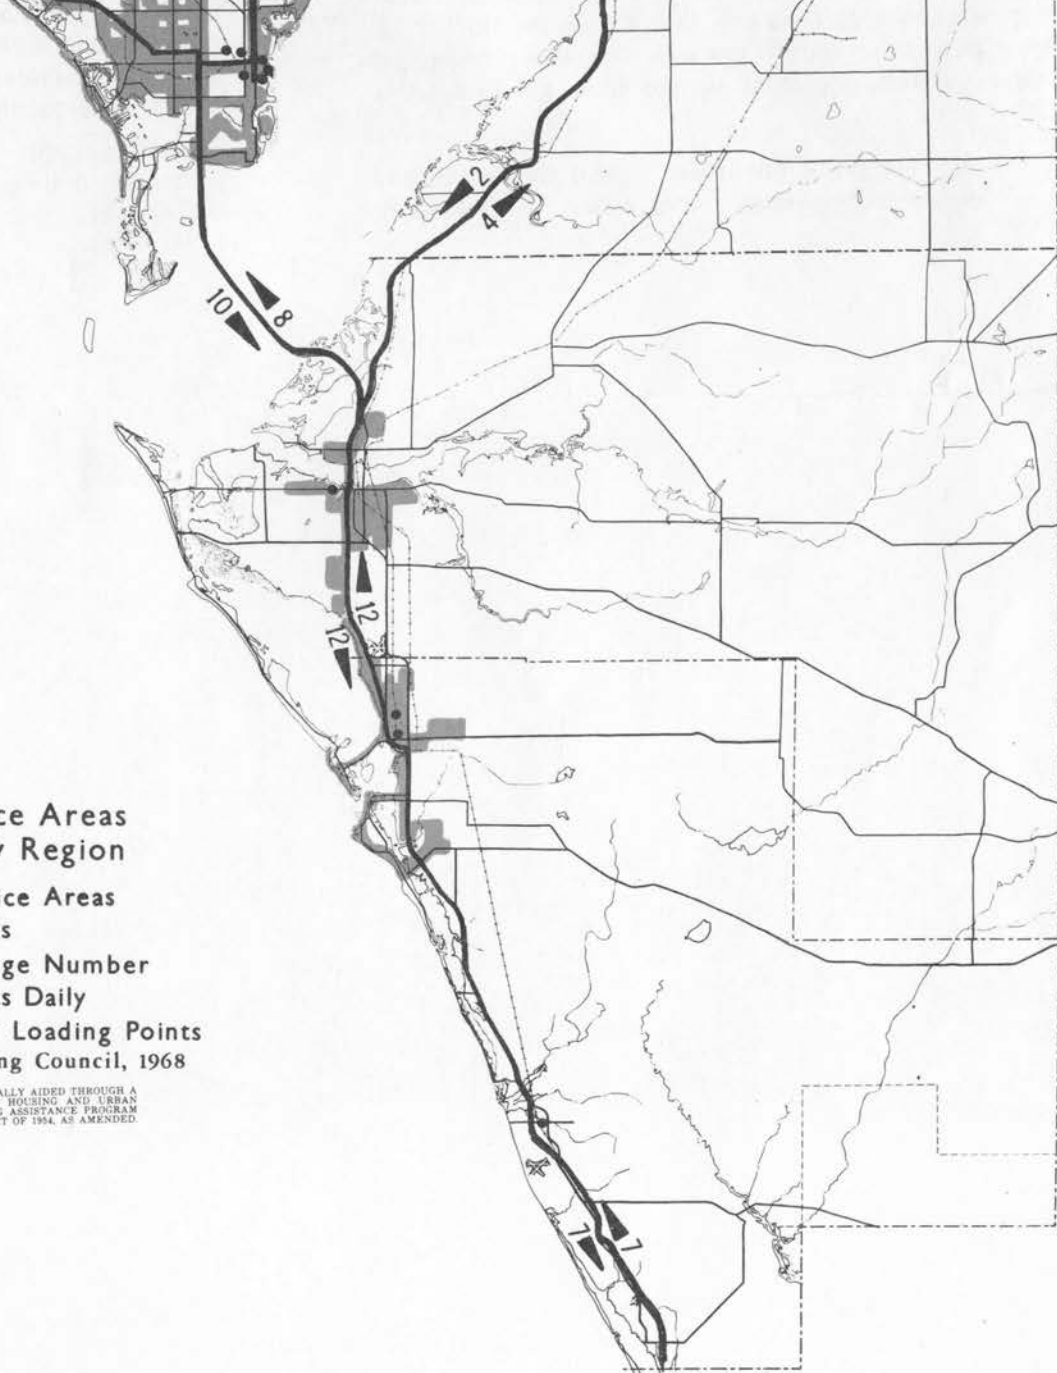 2
4
8
10
12
12
ce Areas
y Region
ice Areas
s
ge Number
s Daily
Loading Points
ng Council, 1968
ALLY AIDED THROUGH A
HOUSING AND URBAN
G ASSISTANCE PROGRAM
T OF 1954, AS AMENDED.
7
7